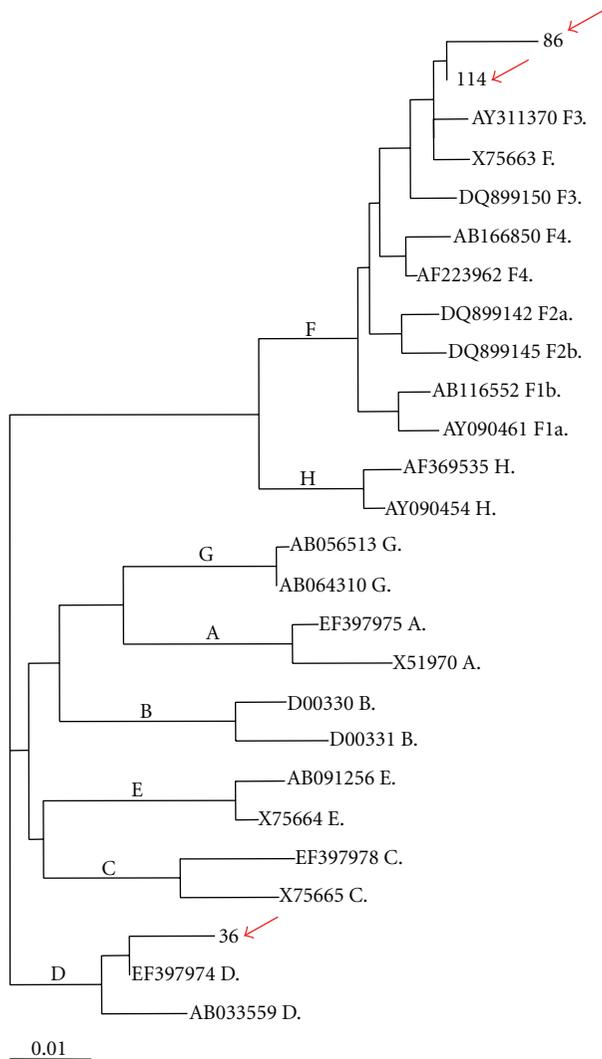 86
114
AY311370 F3.
X75663 F.
DQ899150 F3.
AB166850 F4.
AF223962 F4.
DQ899142 F2a.
F
DQ899145 F2b.
AB116552 F1b.
AY090461 F1a.
AF369535 H.
H
AY090454 H.
AB056513 G.
G
AB064310 G.
EF397975 A.
A
X51970 A.
D00330 B.
B
D00331 B.
AB091256 E.
E
X75664 E.
EF397978 C.
C
X75665 C.
36
D
EF397974 D.
AB033559 D.
0.01